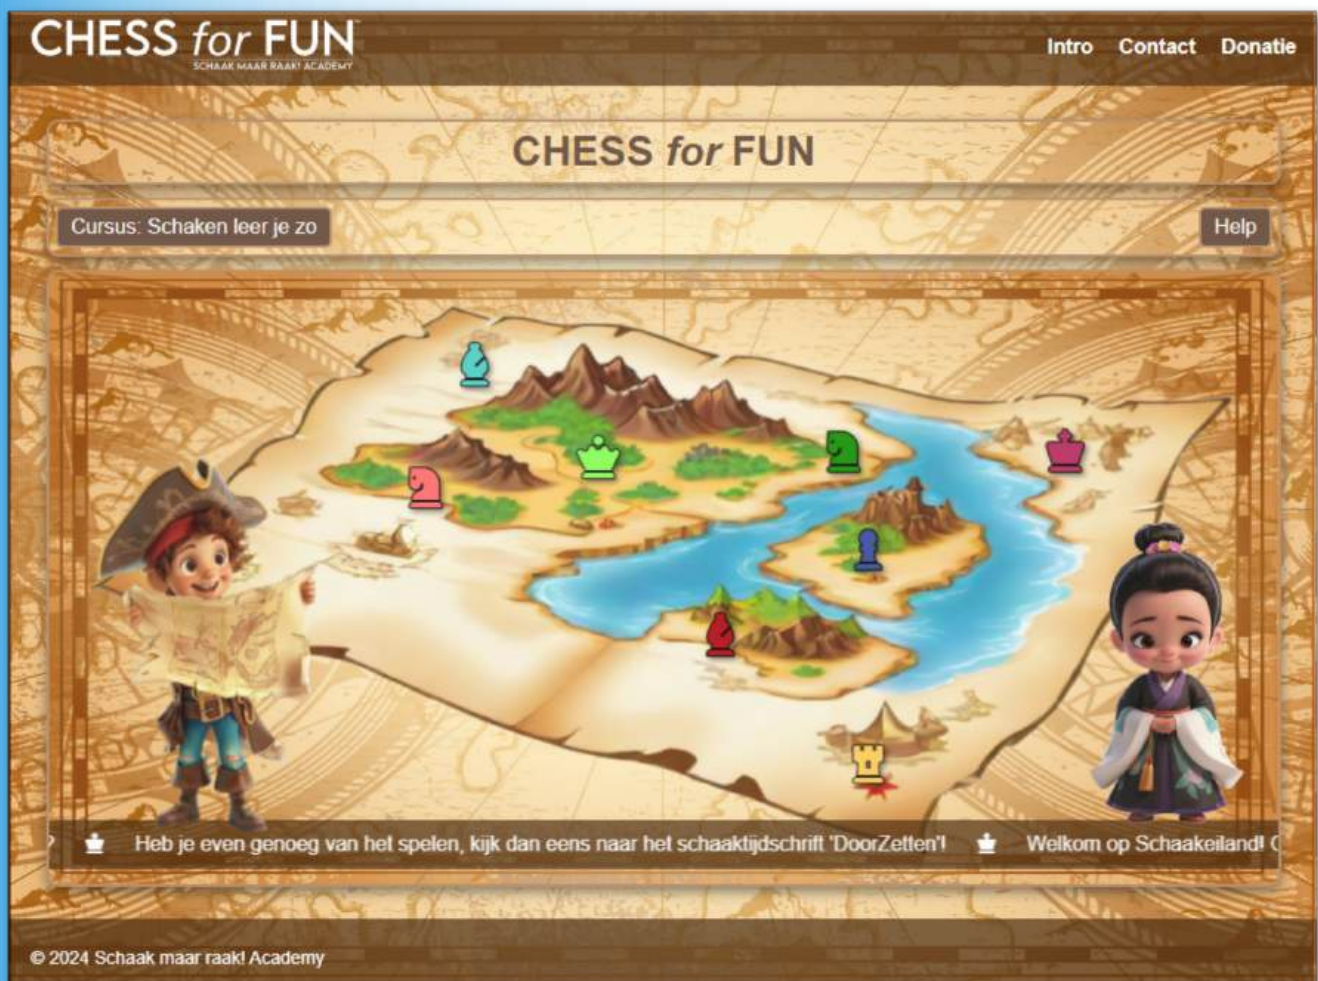 CHESS for FUN
SCHAAK MAAR RAAK! ACADEMY
Intro Contact Donatie
CHESS for FUN
Cursus: Schaken leer je zo
Help
Heb je even genoeg van het spelen, kijk dan eens naar het schaaktijdschrift 'DoorZetten'! Welkom op Schaakeiland!
© 2024 Schaak maar raak! Academy